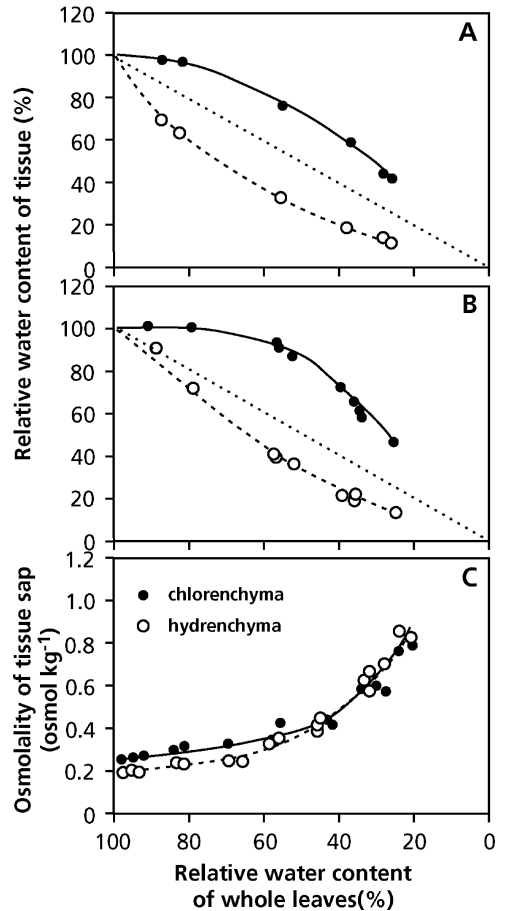 120
A
100
80
60
40
20
0
Relative water content of tissue (%)
120
B
100
80
60
40
20
0
1.2
C
1.0
chlorenchyma
0.8
hydrenchyma
0.6
0.4
0.2
0
Osmolality of tissue sap
(osmol kg-1)
100 80 60 40 20 0
Relative water content
of whole leaves(%)